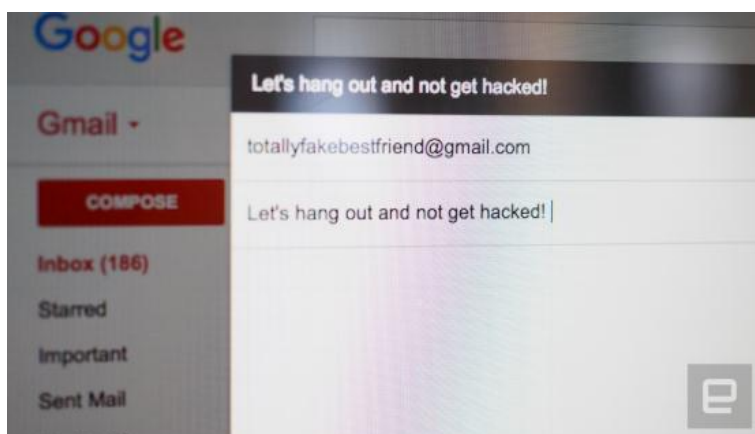 Google
Let's hang out and not get hacked!
Gmail
totallyfakebestfriend@gmail.com
COMPOSE
Let's hang out and not get hacked!
Inbox (186)
Starred
Important
Sent Mail
e